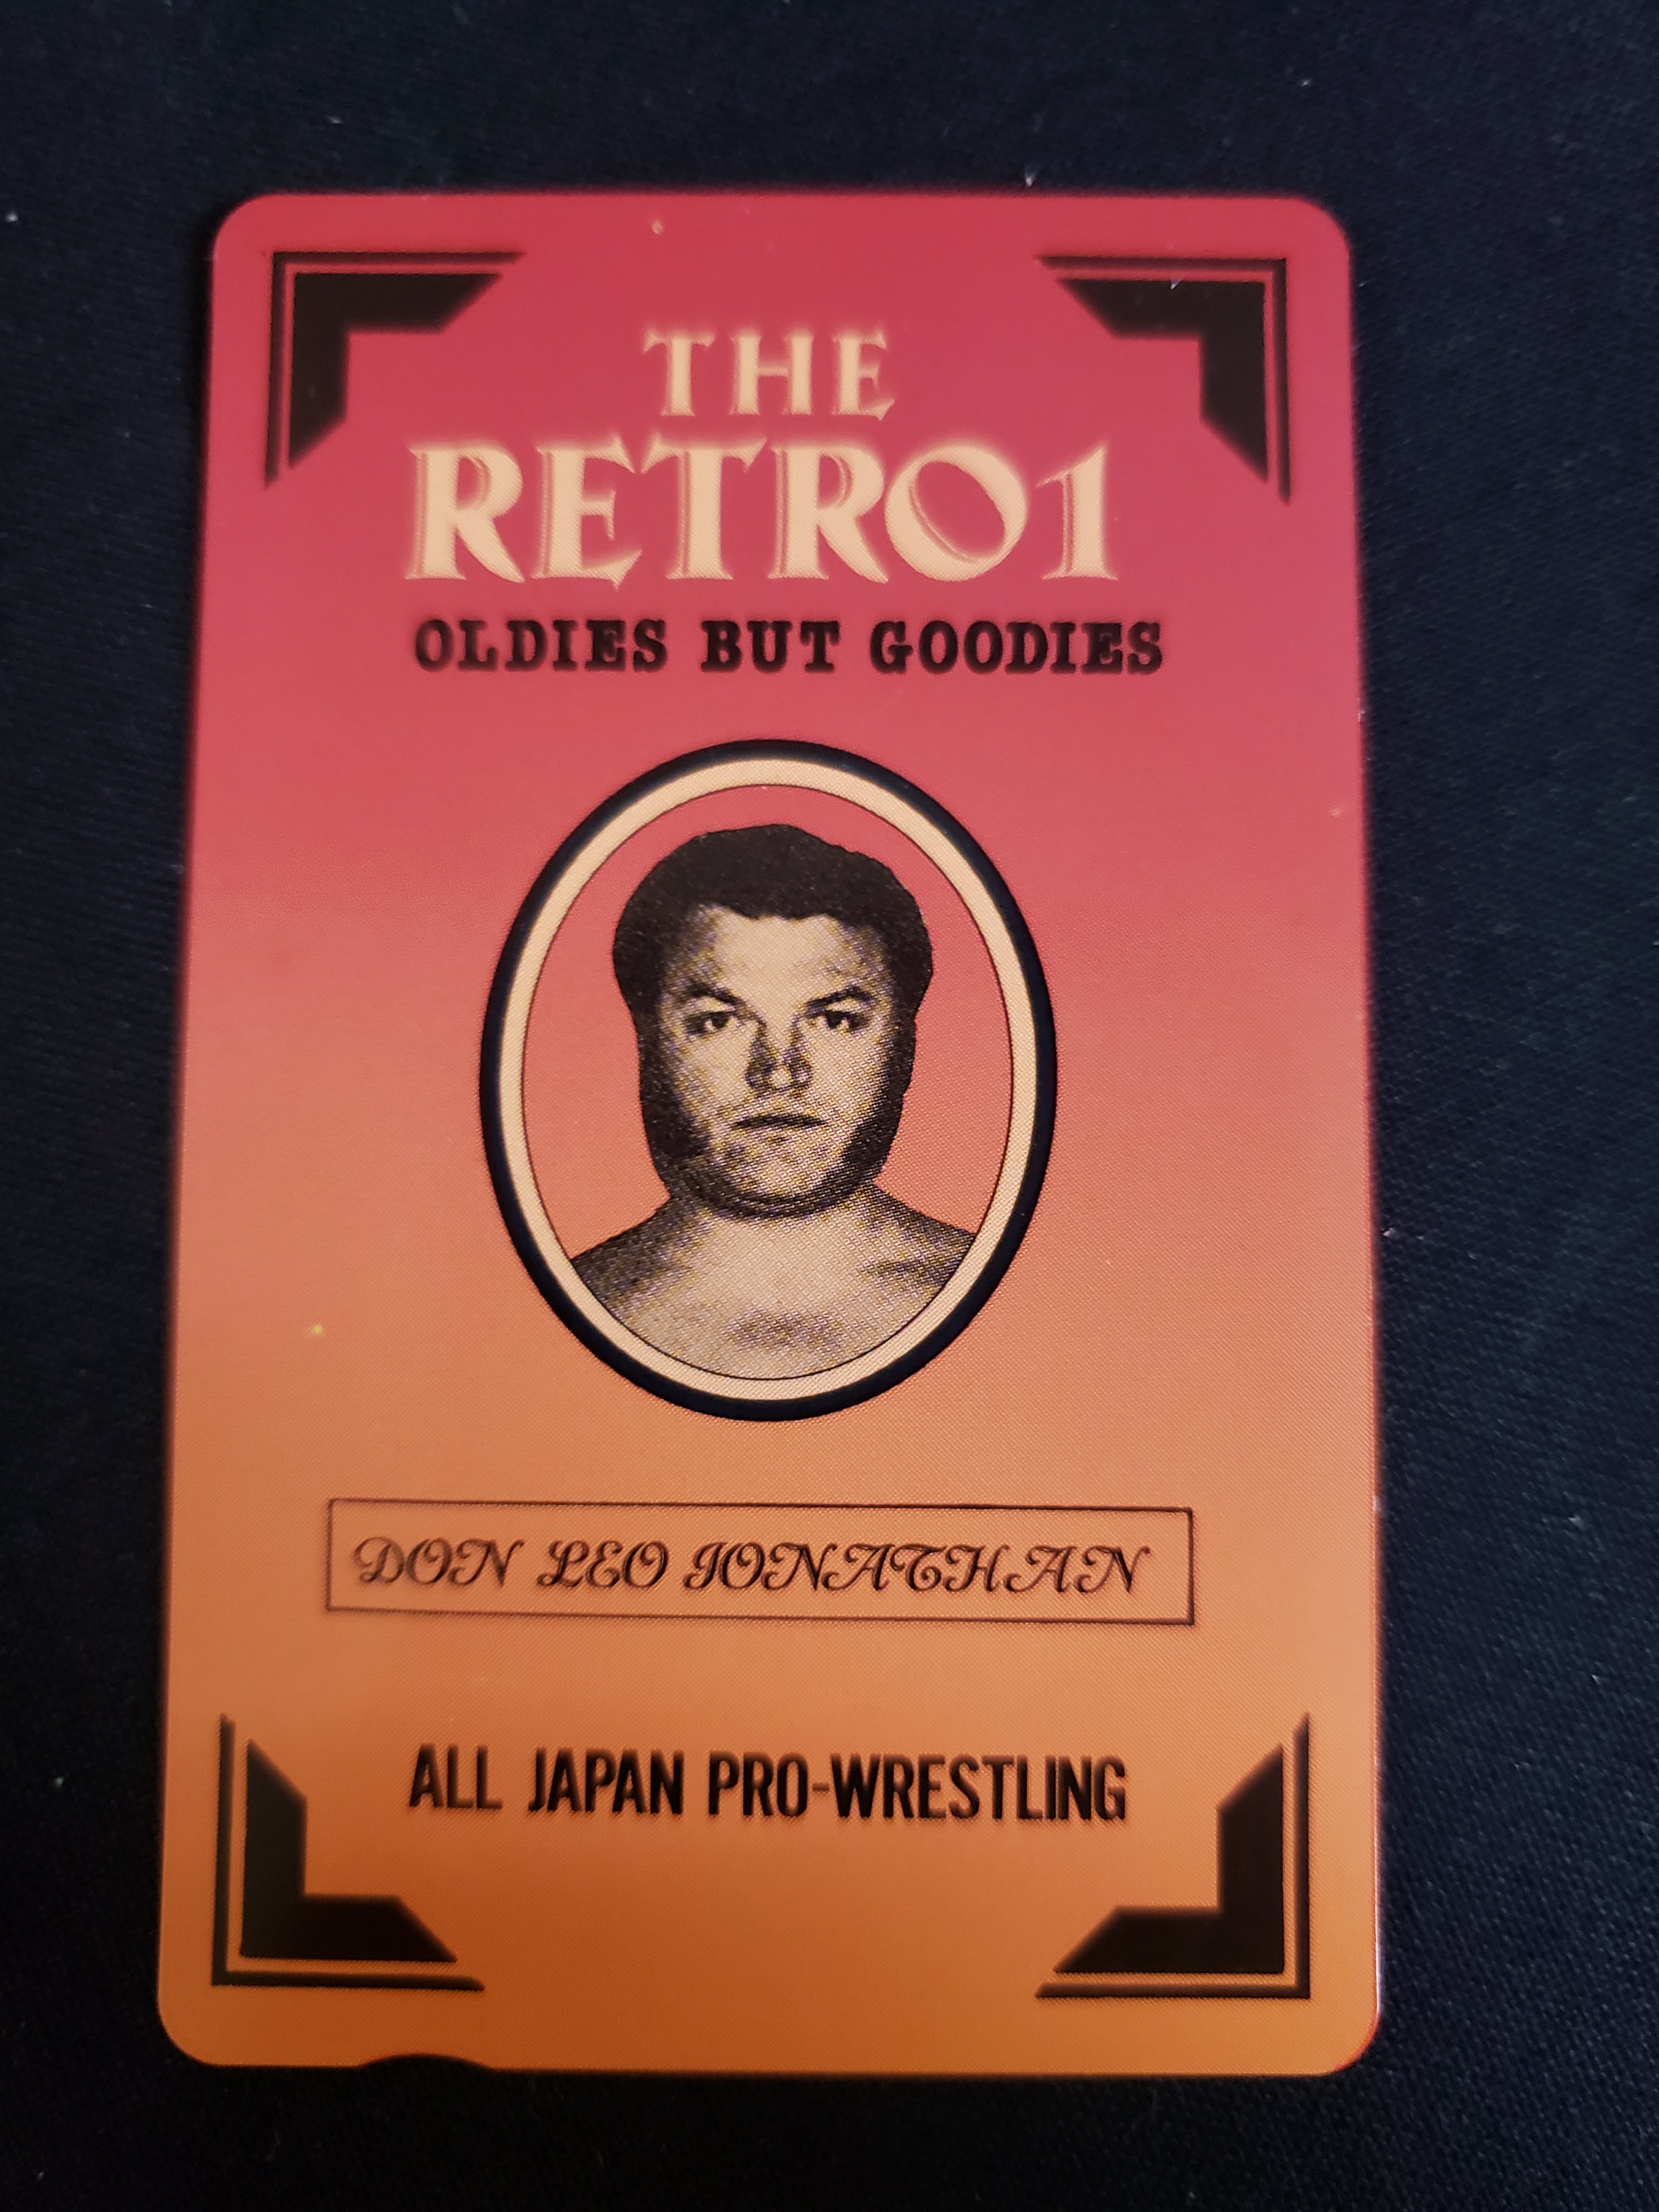 THE
RETRO1
OLDIES BUT GOODIES
DON LEO JONATHAN
ALL JAPAN PRO-WRESTLING